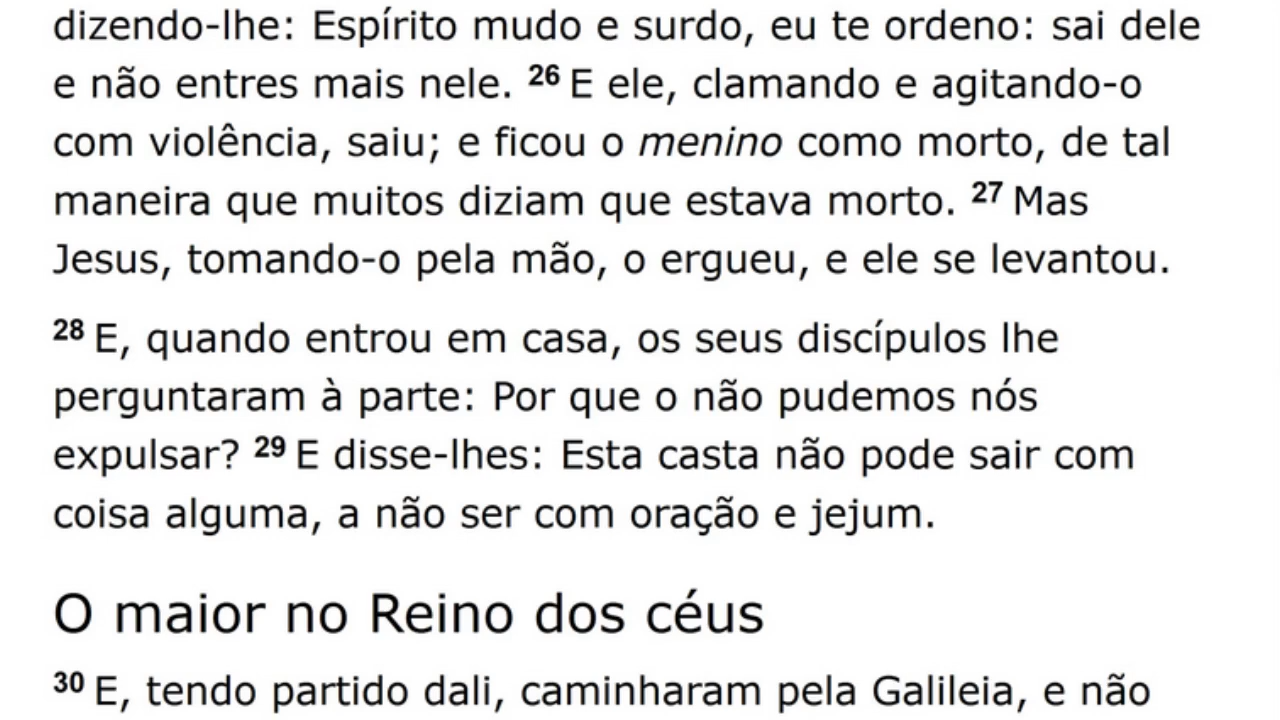 dizendo-lhe: Espírito mudo e surdo, eu te ordeno: sai dele
e não entres mais nele. 26 E ele, clamando e agitando-o
com violência, saiu; e ficou o menino como morto, de tal
maneira que muitos diziam que estava morto. 27 Mas
Jesus, tomando-o pela mão, o ergueu, e ele se levantou.
28 E, quando entrou em casa, os seus discípulos lhe
perguntaram à parte: Por que o não pudemos nós
expulsar? 29 E disse-lhes: Esta casta não pode sair com
coisa alguma, a não ser com oração e jejum.
O maior no Reino dos céus
30 E, tendo partido dali, caminharam pela Galileia, e não